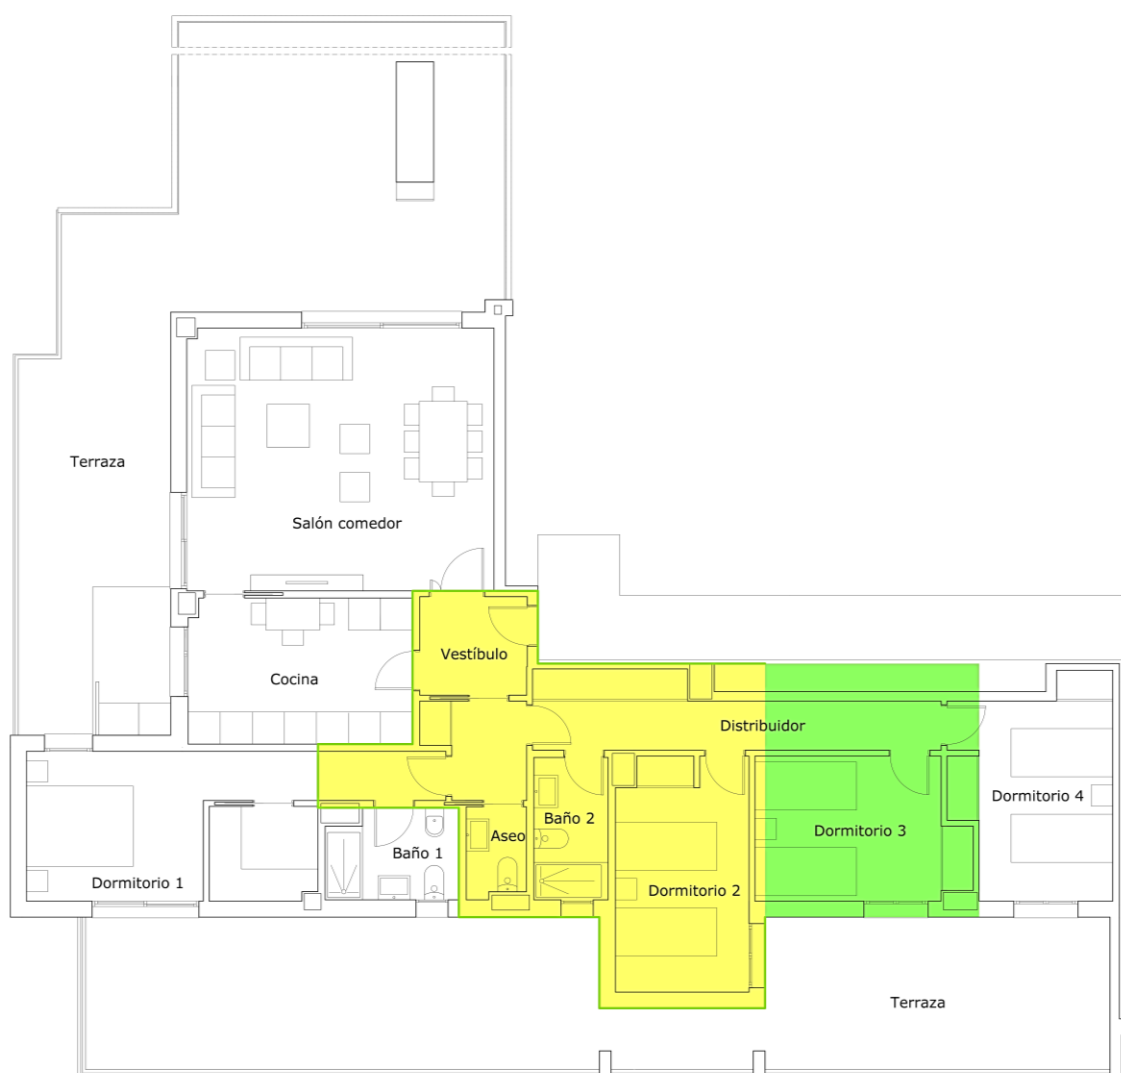 Terraza
Salón comedor
Vestíbulo
Cocina
Distribuidor
Dormitorio 4
Baño 2
Dormitorio 3
Aseo
Baño 1
Dormitorio 1
Dormitorio 2
Terraza